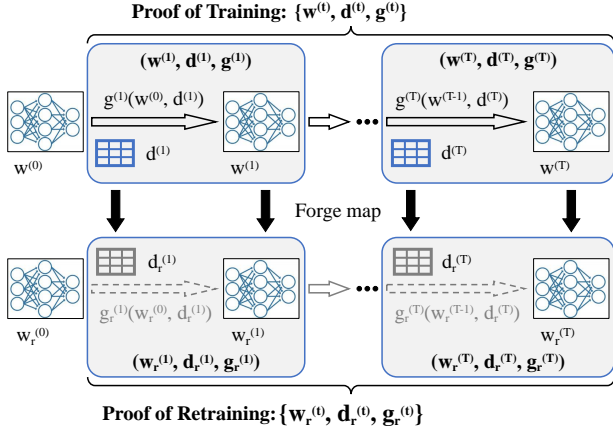 Proof of Training: {w⁽ᵗ⁾, d⁽ᵗ⁾, g⁽ᵗ⁾}
(w⁽¹⁾, d⁽¹⁾, g⁽¹⁾) (w⁽ᵀ⁾, d⁽ᵀ⁾, g⁽ᵀ⁾)
g⁽¹⁾(w⁽⁰⁾, d⁽¹⁾) g⁽ᵀ⁾(w⁽ᵀ⁻¹⁾, d⁽ᵀ⁾)
•••
d⁽¹⁾ d⁽ᵀ⁾
w⁽⁰⁾ w⁽¹⁾ w⁽ᵀ⁾
Forge map
dᵣ⁽¹⁾ dᵣ⁽ᵀ⁾
•••
gᵣ⁽¹⁾(wᵣ⁽⁰⁾, dᵣ⁽¹⁾) gᵣ⁽ᵀ⁾(wᵣ⁽ᵀ⁻¹⁾, dᵣ⁽ᵀ⁾)
wᵣ⁽⁰⁾ wᵣ⁽¹⁾ wᵣ⁽ᵀ⁾
(wᵣ⁽¹⁾, dᵣ⁽¹⁾, gᵣ⁽¹⁾) (wᵣ⁽ᵀ⁾, dᵣ⁽ᵀ⁾, gᵣ⁽ᵀ⁾)
Proof of Retraining: {wᵣ⁽ᵗ⁾, dᵣ⁽ᵗ⁾, gᵣ⁽ᵗ⁾}